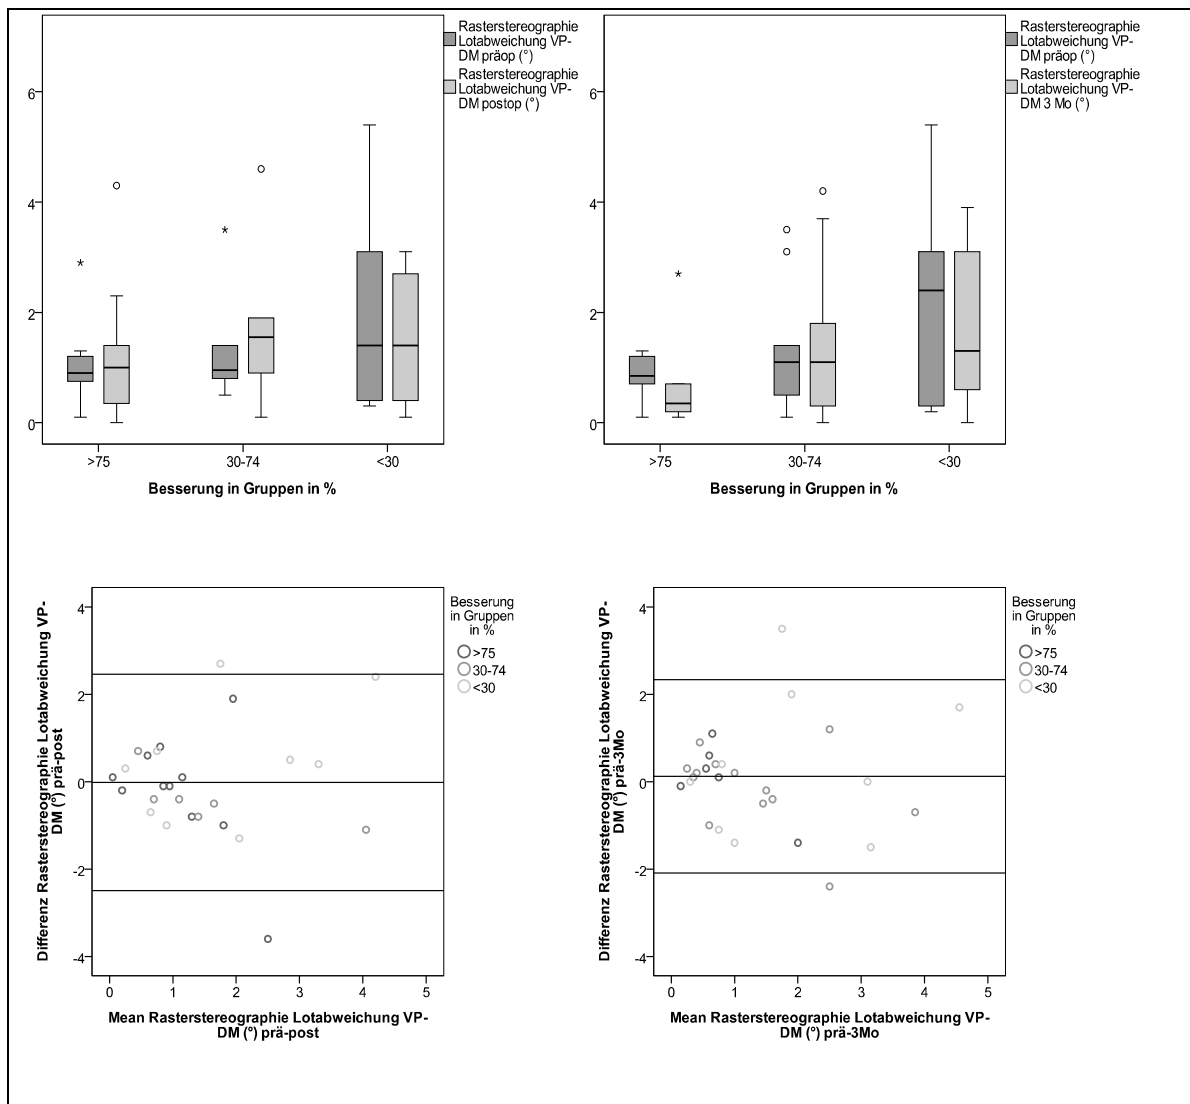 Rasterstereographie
Lotabweichung VP-
DM präop (°)
Rasterstereographie
Lotabweichung VP-
DM postop (°)
6
4
2
0
>75
30-74
<30
Besserung in Gruppen in %
Rasterstereographie
Lotabweichung VP-
DM präop (°)
Rasterstereographie
Lotabweichung VP-
DM 3 Mo (°)
6
4
2
0
>75
30-74
<30
Besserung in Gruppen in %
Differenz Rasterstereographie Lotabweichung VP-
DM (°) prä-post
4
2
0
-2
-4
0
1
2
3
4
5
Mean Rasterstereographie Lotabweichung VP-
DM (°) prä-post
Besserung
in Gruppen
in %
>75
30-74
<30
Differenz Rasterstereographie Lotabweichung VP-
DM (°) prä-3Mo
4
2
0
-2
-4
0
1
2
3
4
5
Mean Rasterstereographie Lotabweichung VP-
DM (°) prä-3Mo
Besserung
in Gruppen
in %
>75
30-74
<30